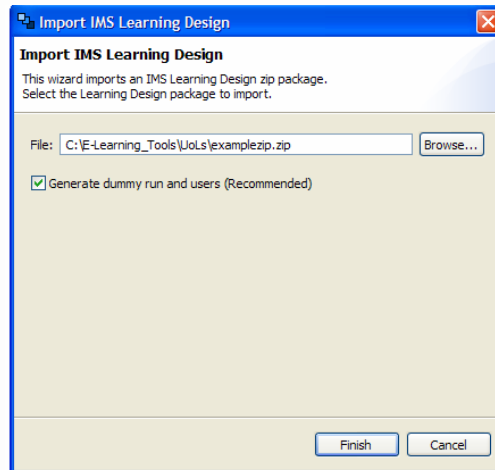 Import IMS Learning Design
Import IMS Learning Design
This wizard imports an IMS Learning Design zip package.
Select the Learning Design package to import.
File: C:\E-Learning_Tools\UoLs\examplezip.zip Browse...
Generate dummy run and users (Recommended)
Finish Cancel